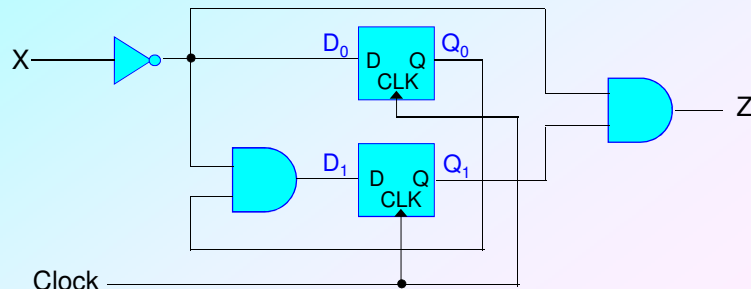 D₀ Q₀
X D Q
CLK
Z
D₁ Q₁
D Q
CLK
Clock